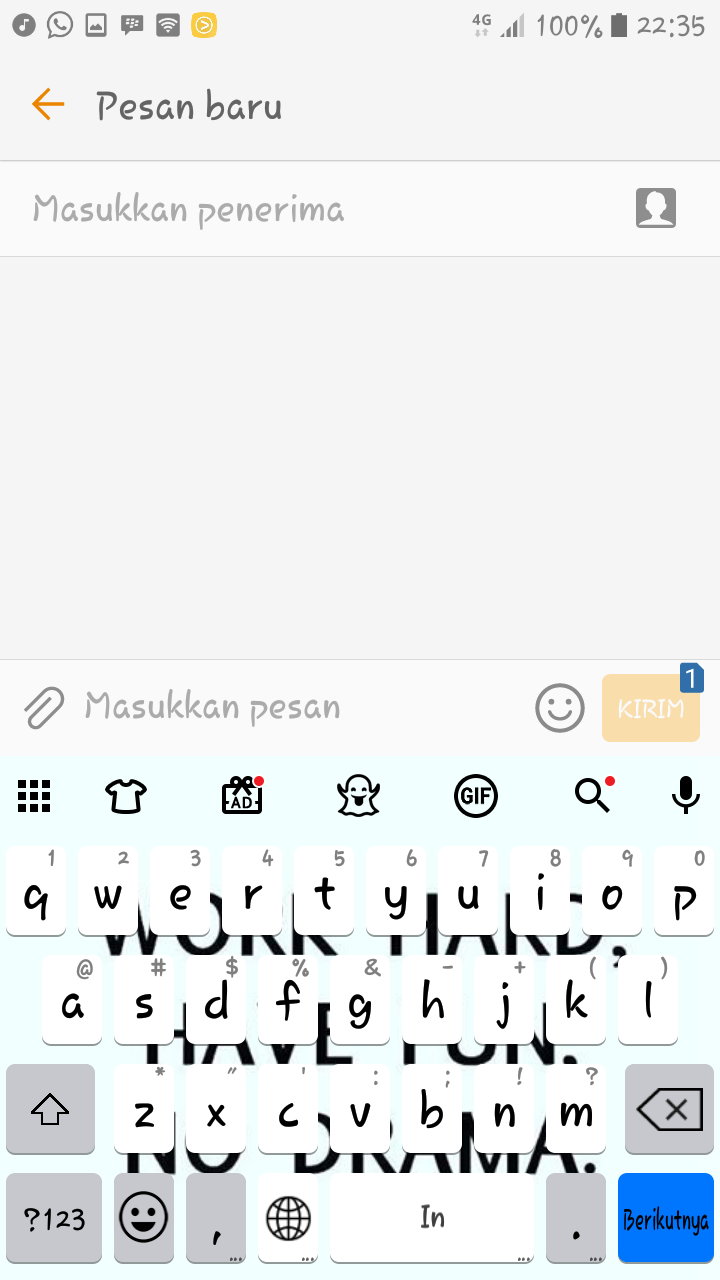 4G 100% 22:35
Pesan baru
Masukkan penerima
Masukkan pesan
KIRIM
1
AD
GIF
1 2 3 4 5 6 7 8 9 0
q w e r t y u i o p
WORK HARD,
@ # $ % & - + ( )
a s d f g h j k l
HAVE FUN,
* " ' : ; ! ?
z x c v b n m
NO DRAMA.
?123 , In . Berikutnya